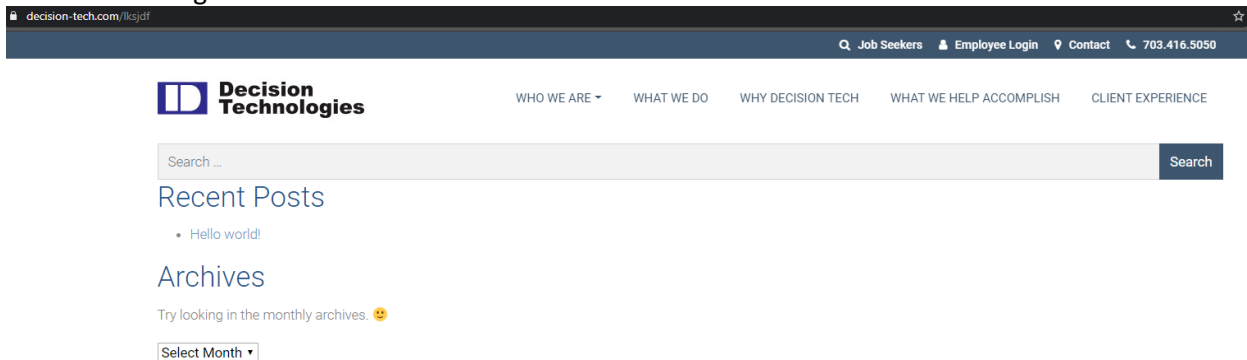 decision-tech.com/lksjdf
Job Seekers Employee Login Contact 703.416.5050
Decision
Technologies
WHO WE ARE WHAT WE DO WHY DECISION TECH WHAT WE HELP ACCOMPLISH CLIENT EXPERIENCE
Search ... Search
Recent Posts
• Hello world!
Archives
Try looking in the monthly archives. 🙂
Select Month